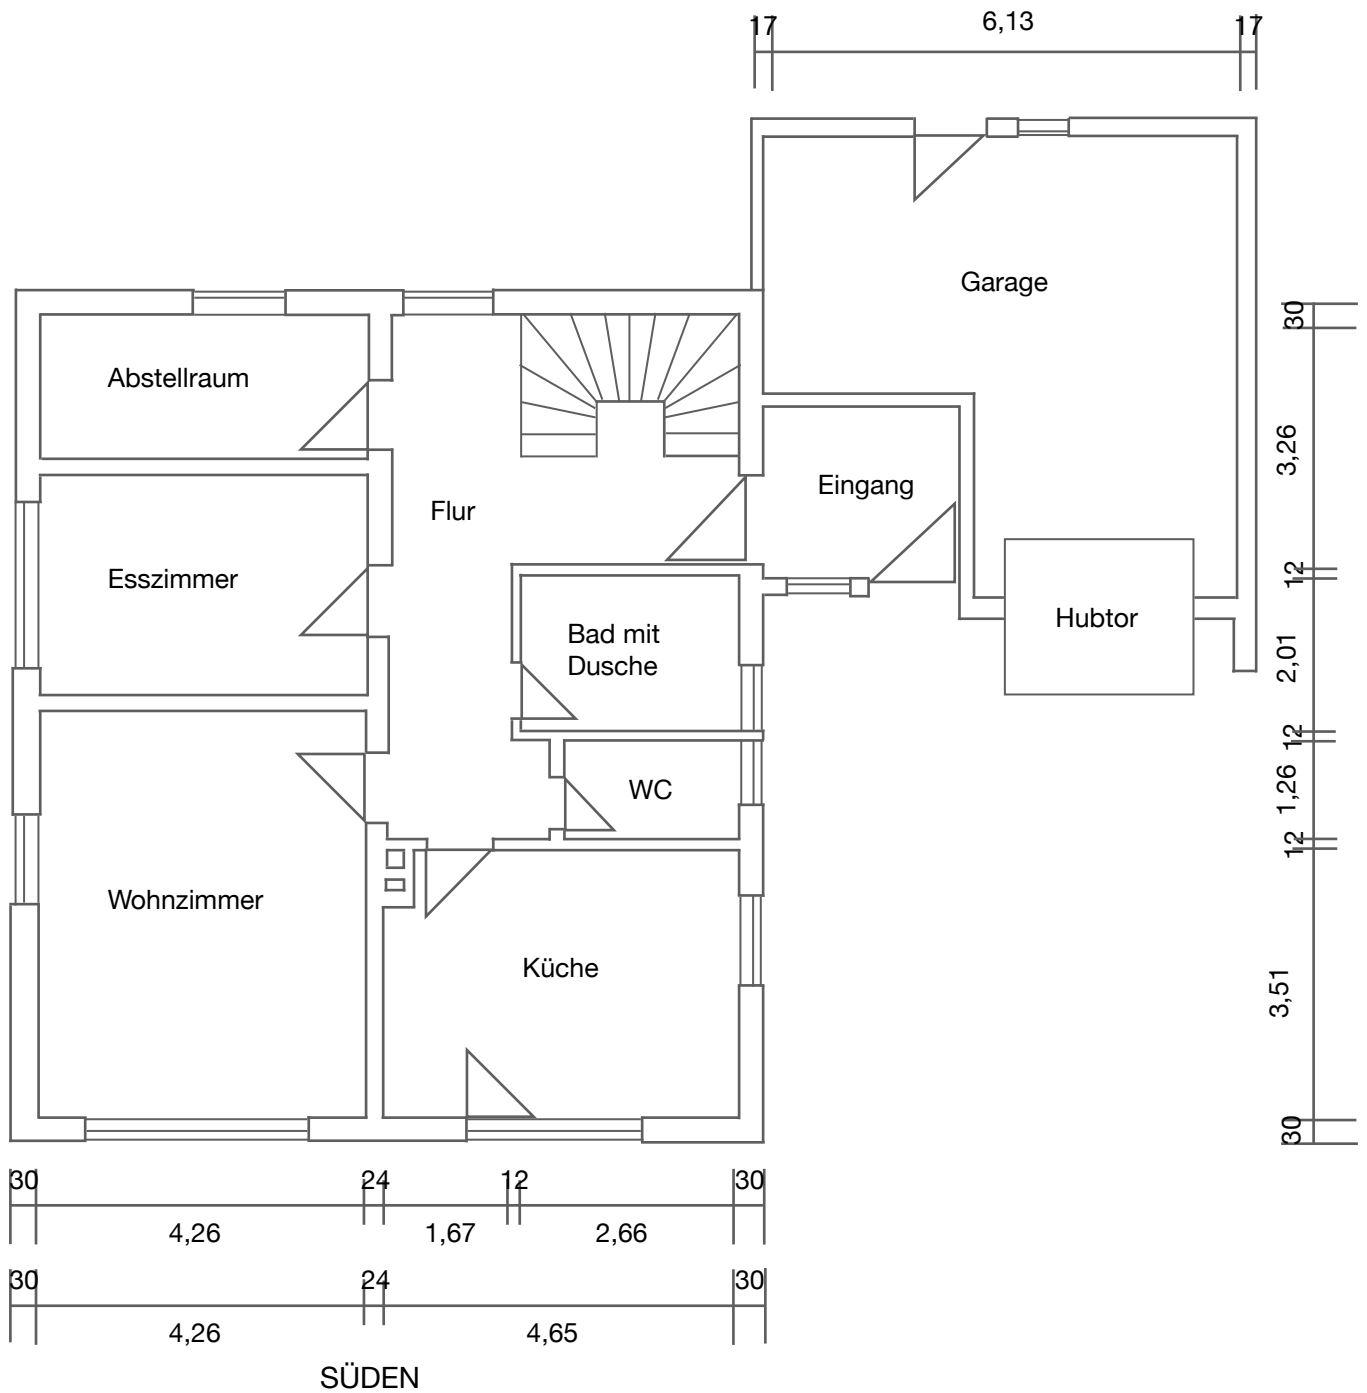 17
6,13
17
Garage
30
Abstellraum
3,26
Eingang
Flur
12
Esszimmer
Hubtor
Bad mit
Dusche
2,01
12
WC
1,26
12
Wohnzimmer
Küche
3,51
30
30
24
12
30
4,26
1,67
2,66
30
24
30
4,26
4,65
SÜDEN